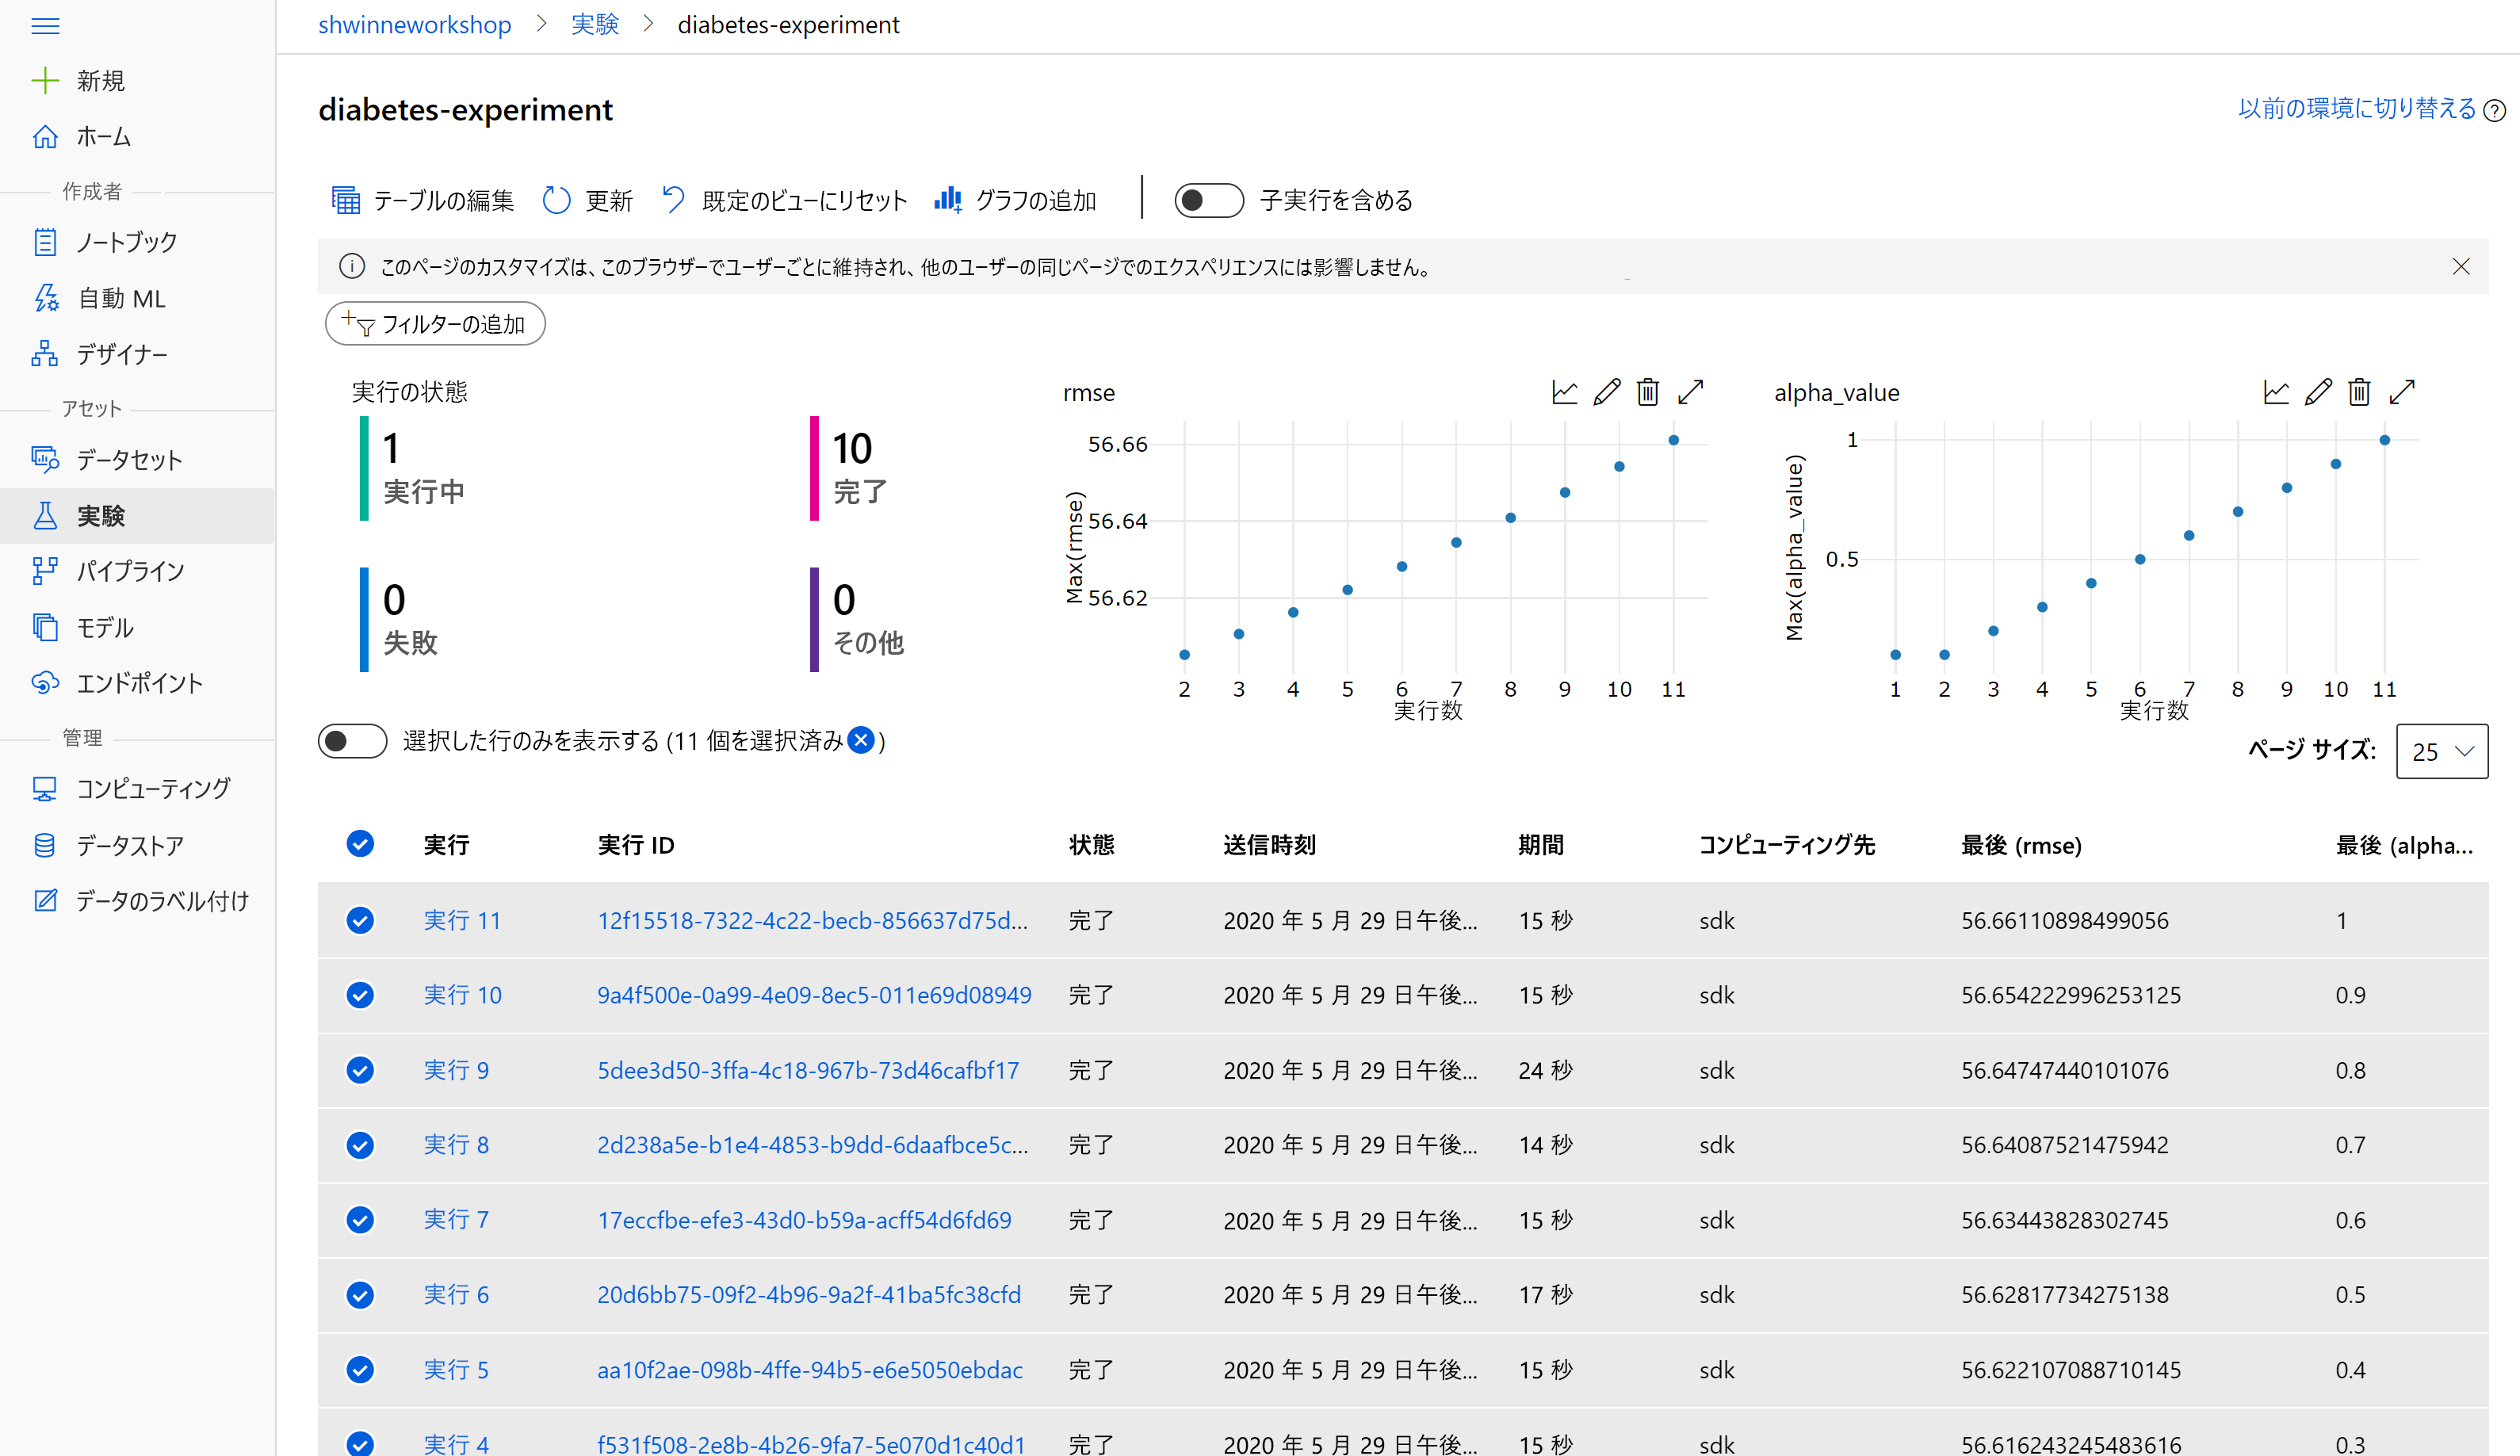 shwinneworkshop > 実験 > diabetes-experiment
新規
ホーム
作成者
ノートブック
自動 ML
デザイナー
アセット
データセット
実験
パイプライン
モデル
エンドポイント
管理
コンピューティング
データストア
データのラベル付け
diabetes-experiment
以前の環境に切り替える
テーブルの編集 更新 既定のビューにリセット グラフの追加 子実行を含める
このページのカスタマイズは、このブラウザーでユーザーごとに維持され、他のユーザーの同じページでのエクスペリエンスには影響しません。
フィルターの追加
実行の状態
1
実行中
10
完了
0
失敗
0
その他
rmse
Max(rmse)
56.66
56.64
56.62
2 3 4 5 6 7 8 9 10 11
実行数
alpha_value
Max(alpha_value)
1
0.5
1 2 3 4 5 6 7 8 9 10 11
実行数
選択した行のみを表示する (11 個を選択済み )
ページ サイズ: 25
実行 実行 ID 状態 送信時刻 期間 コンピューティング先 最後 (rmse) 最後 (alpha...
実行 11 12f15518-7322-4c22-becb-856637d75d... 完了 2020 年 5 月 29 日午後... 15 秒 sdk 56.66110898499056 1
実行 10 9a4f500e-0a99-4e09-8ec5-011e69d08949 完了 2020 年 5 月 29 日午後... 15 秒 sdk 56.654222996253125 0.9
実行 9 5dee3d50-3ffa-4c18-967b-73d46cafbf17 完了 2020 年 5 月 29 日午後... 24 秒 sdk 56.64747440101076 0.8
実行 8 2d238a5e-b1e4-4853-b9dd-6daafbce5c... 完了 2020 年 5 月 29 日午後... 14 秒 sdk 56.64087521475942 0.7
実行 7 17eccfbe-efe3-43d0-b59a-acff54d6fd69 完了 2020 年 5 月 29 日午後... 15 秒 sdk 56.63443828302745 0.6
実行 6 20d6bb75-09f2-4b96-9a2f-41ba5fc38cfd 完了 2020 年 5 月 29 日午後... 17 秒 sdk 56.62817734275138 0.5
実行 5 aa10f2ae-098b-4ffe-94b5-e6e5050ebdac 完了 2020 年 5 月 29 日午後... 15 秒 sdk 56.622107088710145 0.4
実行 4 f531f508-2e8b-4b26-9fa7-5e070d1c40d1 完了 2020 年 5 月 29 日午後... 15 秒 sdk 56.616243245483616 0.3